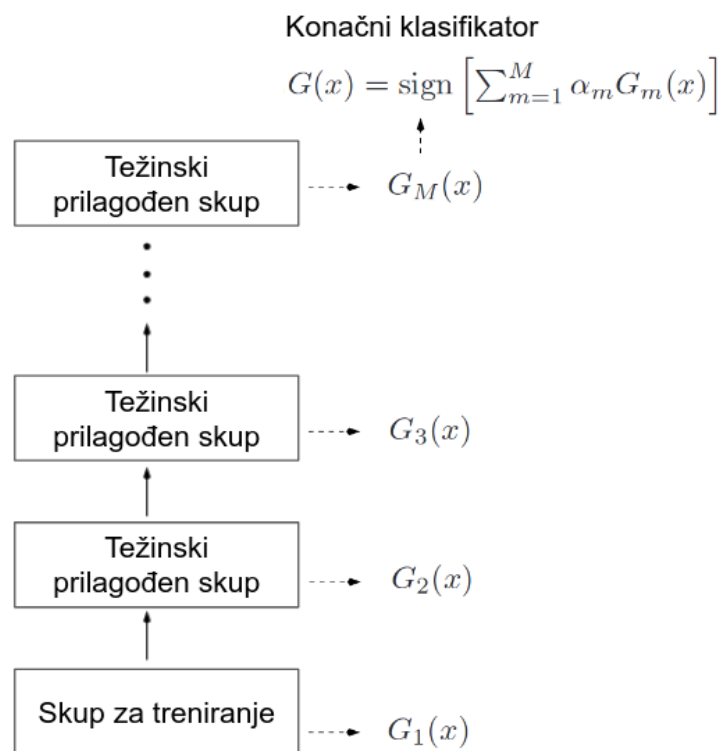 Konačni klasifikator
G(x) = sign [∑_{m=1}^{M} α_m G_m(x)]
Težinski
prilagođen skup
G_M(x)
Težinski
prilagođen skup
G_3(x)
Težinski
prilagođen skup
G_2(x)
Skup za treniranje
G_1(x)